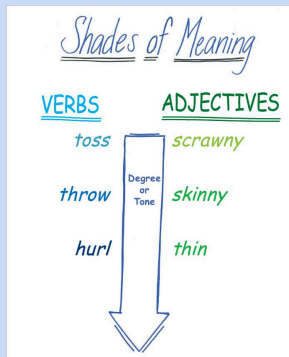 Shades of Meaning
VERBS ADJECTIVES
toss scrawny
Degree
or
Tone
throw skinny
hurl thin